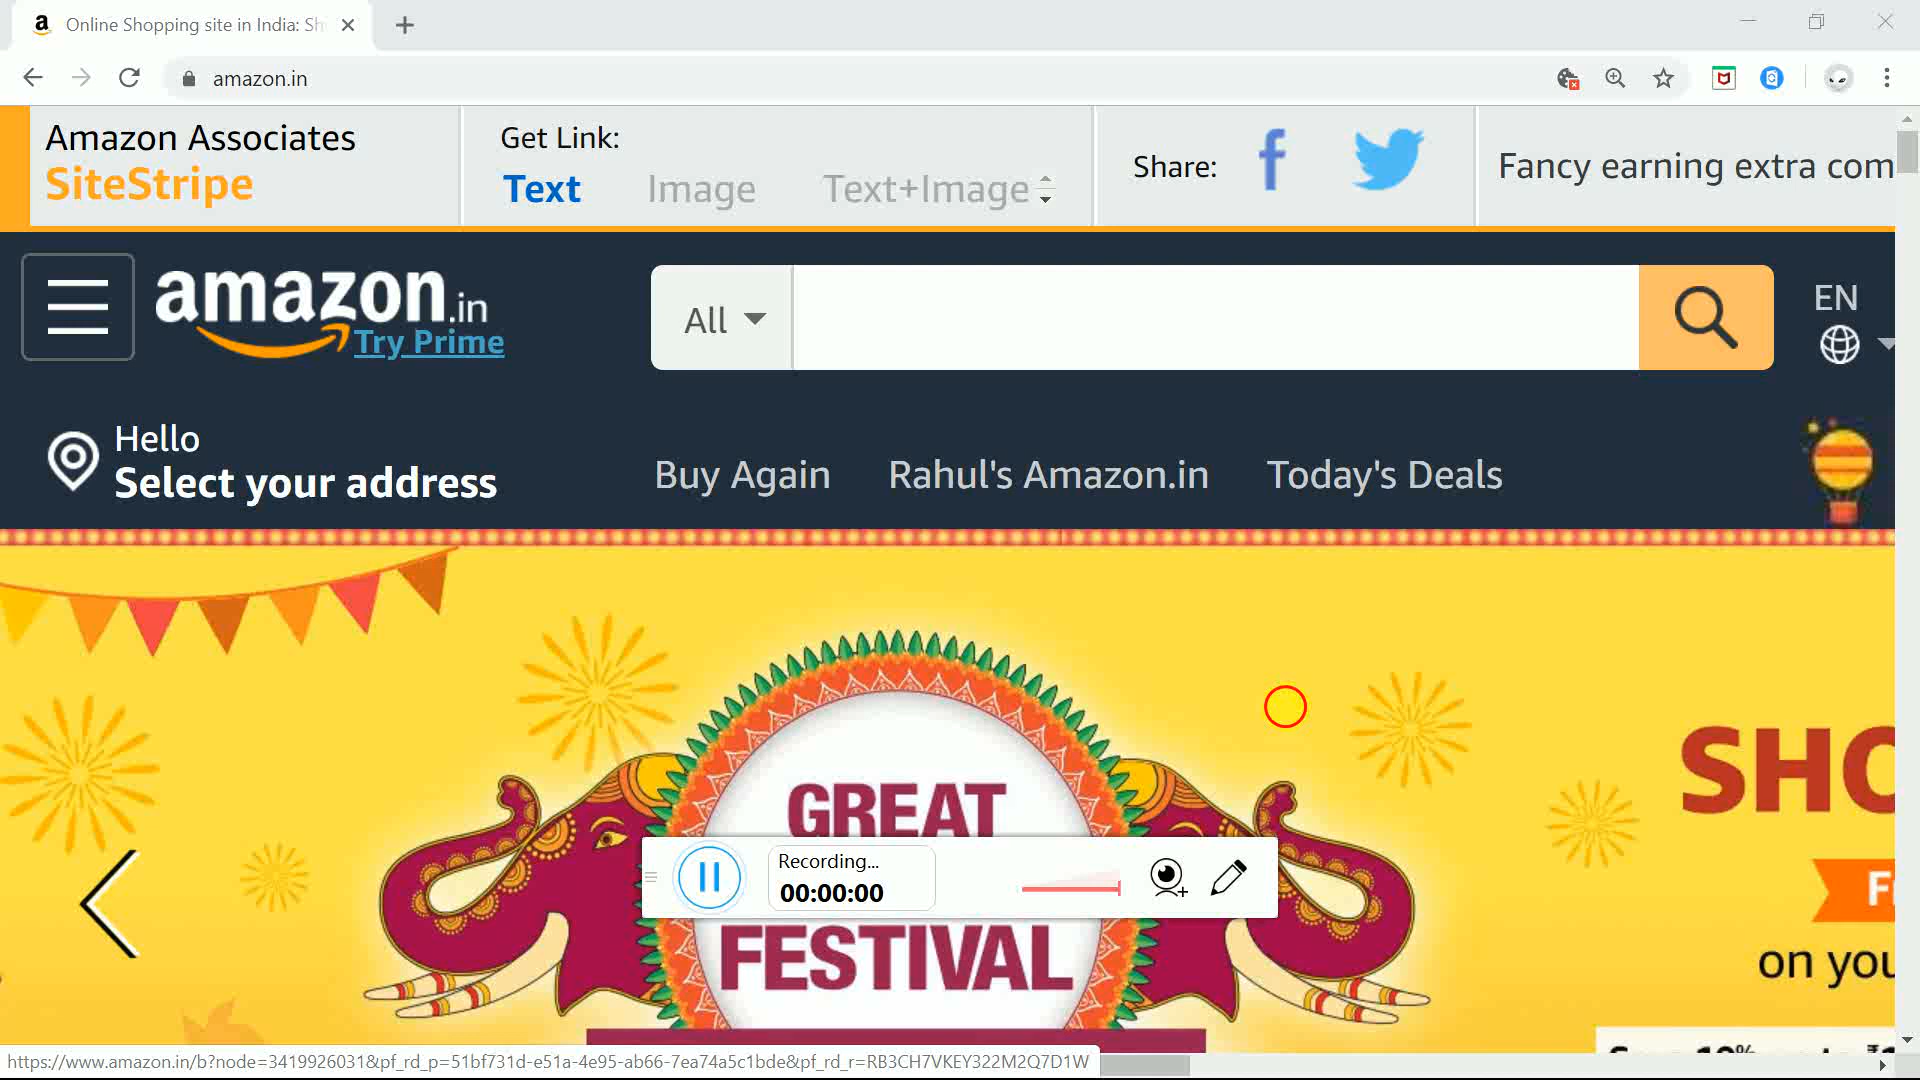 Online Shopping site in India: Sh
amazon.in
Amazon Associates
SiteStripe
Get Link:
Text Image Text+Image
Share:
Fancy earning extra com
amazon.in
Try Prime
All
EN
Hello
Select your address
Buy Again Rahul's Amazon.in Today's Deals
GREAT
FESTIVAL
SHO
on you
Recording...
00:00:00
https://www.amazon.in/b?node=3419926031&pf_rd_p=51bf731d-e51a-4e95-ab66-7ea74a5c1bde&pf_rd_r=RB3CH7VKEY322M2Q7D1W